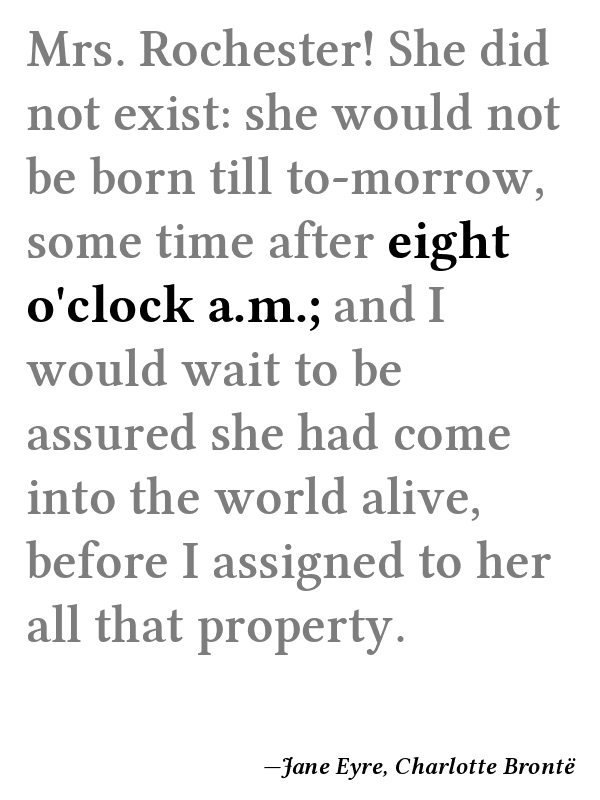 Mrs. Rochester! She did
not exist: she would not
be born till to-morrow,
some time after eight
o'clock a.m.; and I
would wait to be
assured she had come
into the world alive,
before I assigned to her
all that property.
—Jane Eyre, Charlotte Brontë